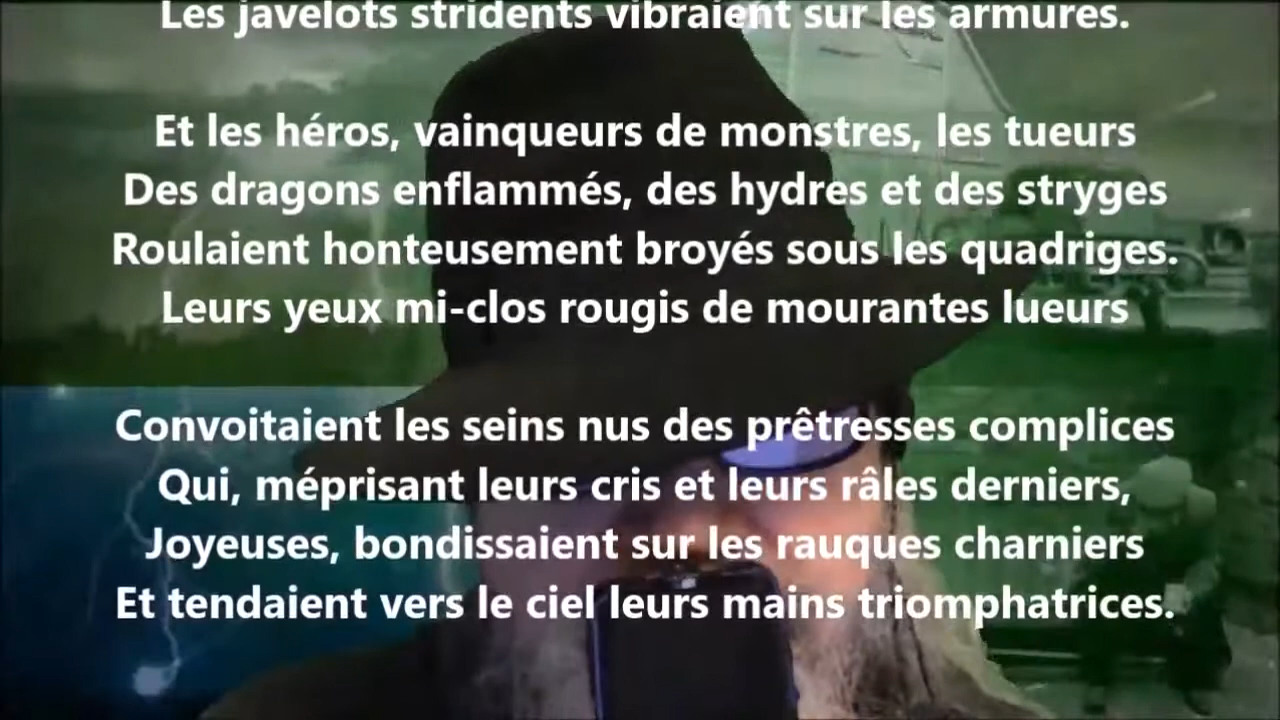 Les javelots stridents vibraient sur les armures.
Et les héros, vainqueurs de monstres, les tueurs
Des dragons enflammés, des hydres et des stryges
Roulaient honteusement broyés sous les quadriges.
Leurs yeux mi-clos rougis de mourantes lueurs
Convoitaient les seins nus des prêtresses complices
Qui, méprisant leurs cris et leurs râles derniers,
Joyeuses, bondissaient sur les rauques charniers
Et tendaient vers le ciel leurs mains triomphatrices.